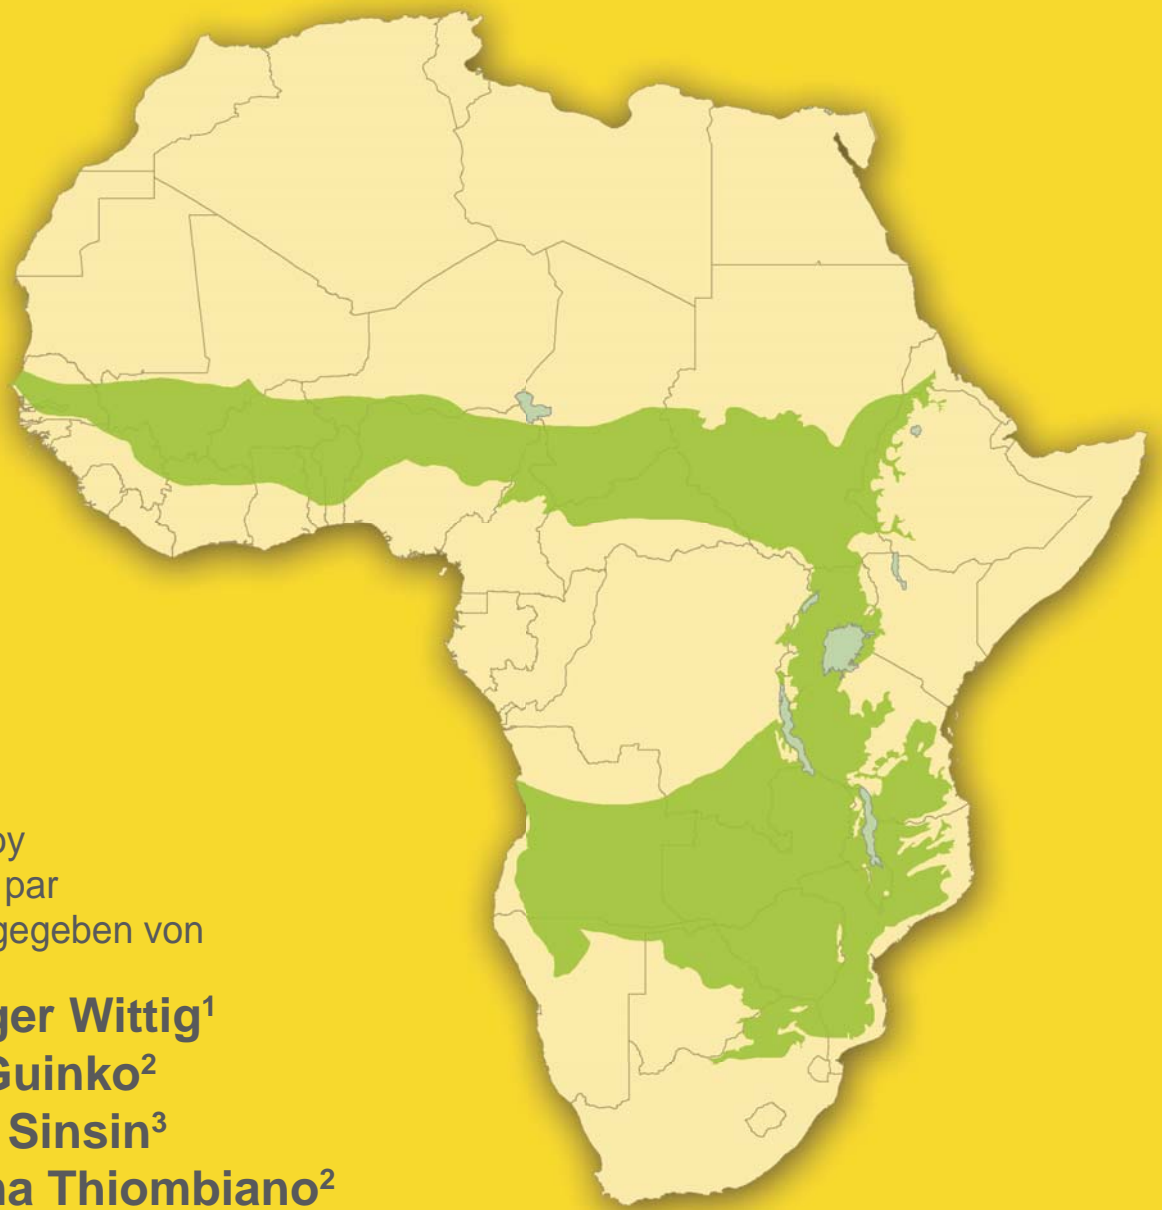 by
par
gegeben von
ger Wittig¹
Guinko²
Sinsin³
na Thiombiano²